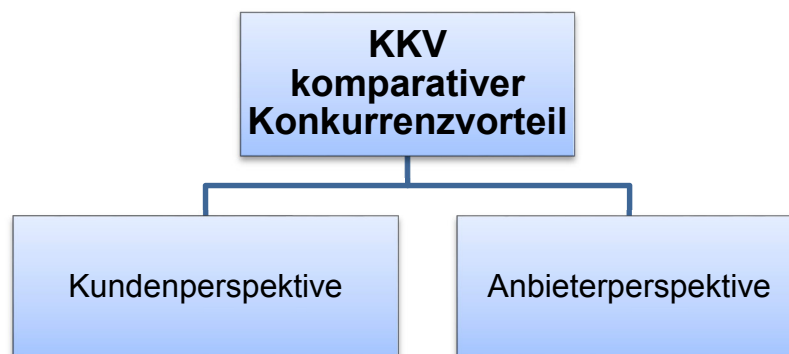 KKV
komparativer
Konkurrenzvorteil
Kundenperspektive
Anbieterperspektive